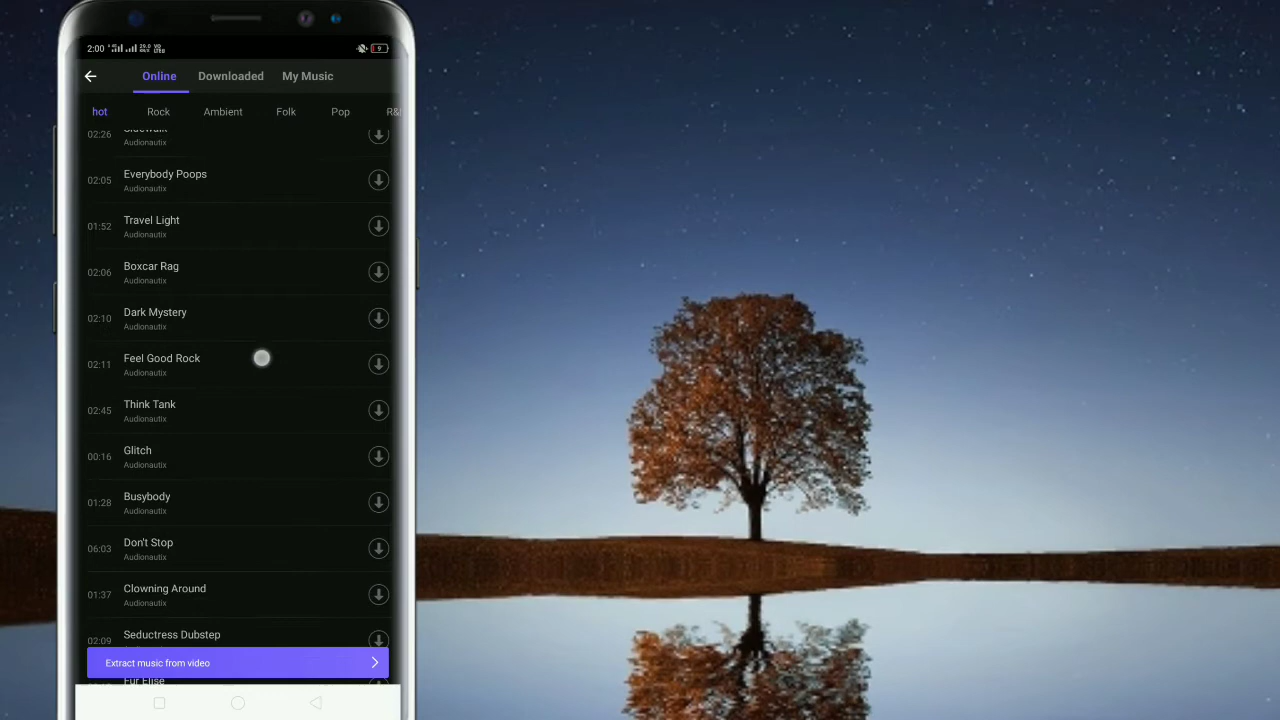 2:00
9
Online Downloaded My Music
hot Rock Ambient Folk Pop
02:26 Sidewalk
Audionautix
02:05 Everybody Poops
Audionautix
01:52 Travel Light
Audionautix
02:06 Boxcar Rag
Audionautix
02:10 Dark Mystery
Audionautix
02:11 Feel Good Rock
Audionautix
02:45 Think Tank
Audionautix
00:16 Glitch
Audionautix
01:28 Busybody
Audionautix
06:03 Don't Stop
Audionautix
01:37 Clowning Around
Audionautix
02:09 Seductress Dubstep
Extract music from video
Fur Elise